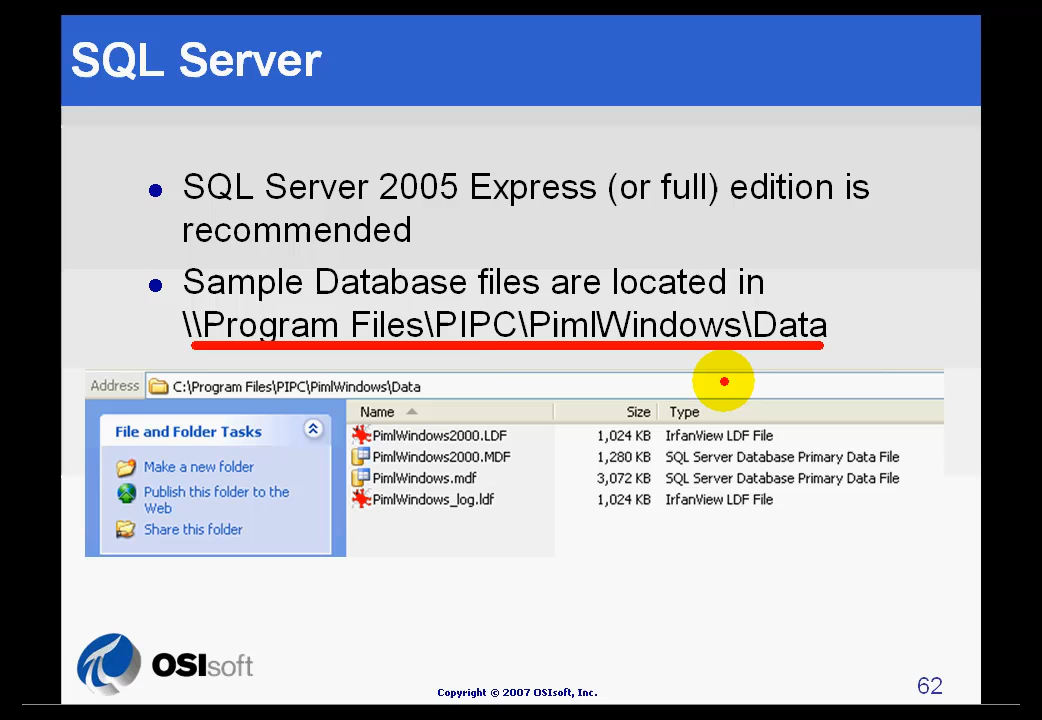 SQL Server
SQL Server 2005 Express (or full) edition is
recommended
Sample Database files are located in
\\Program Files\PIPC\PimlWindows\Data
Address C:\Program Files\PIPC\PimlWindows\Data
Name Size Type
File and Folder Tasks
Make a new folder
Publish this folder to the
Web
Share this folder
PimlWindows2000.LDF 1,024 KB IrfanView LDF File
PimlWindows2000.MDF 1,280 KB SQL Server Database Primary Data File
PimlWindows.mdf 3,072 KB SQL Server Database Primary Data File
PimlWindows_log.ldf 1,024 KB IrfanView LDF File
OSIsoft
Copyright © 2007 OSIsoft, Inc.
62